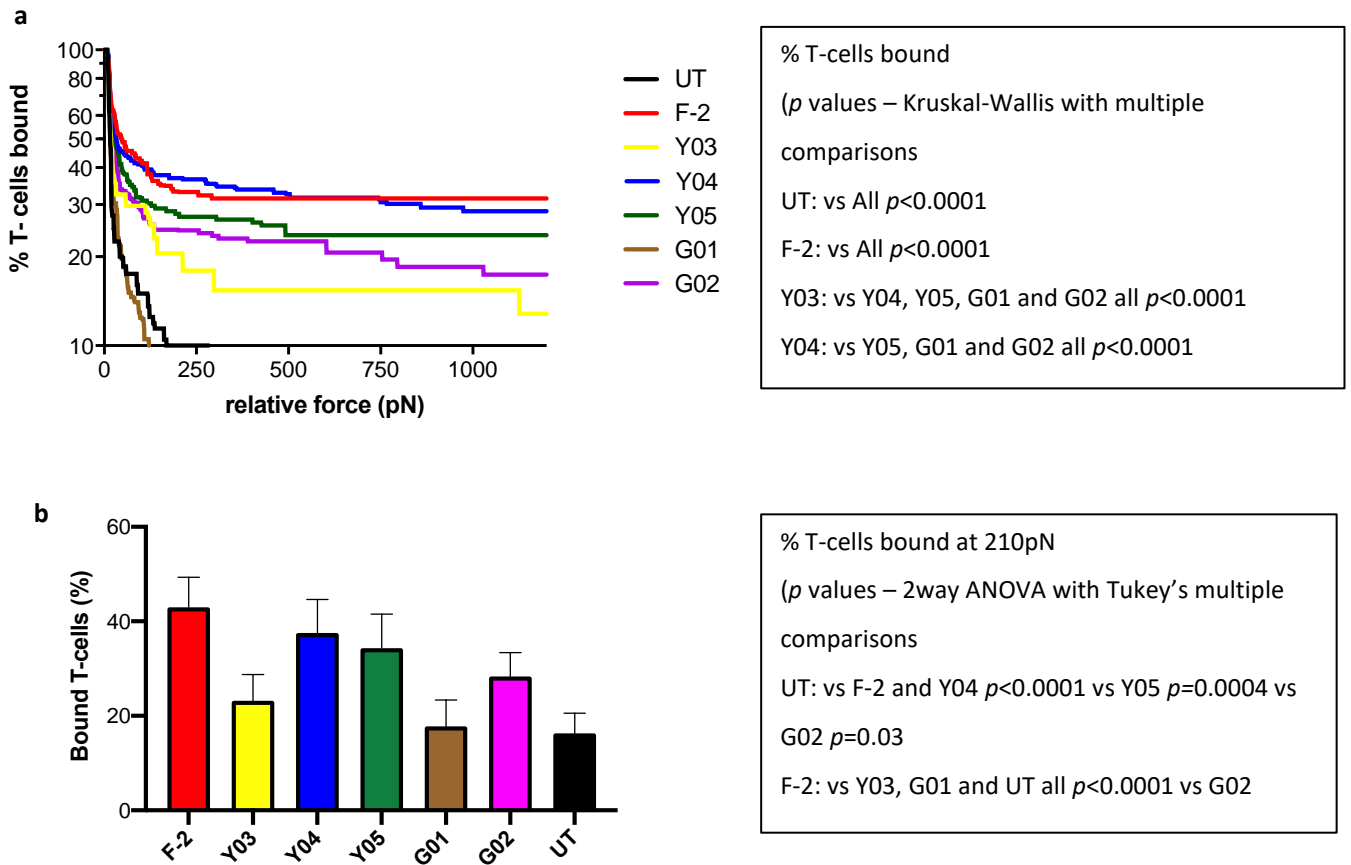 a
100
80
60
50
40
30
20
10
% T- cells bound
0
250
500
750
1000
relative force (pN)
UT
F-2
Y03
Y04
Y05
G01
G02
% T-cells bound
(p values – Kruskal-Wallis with multiple
comparisons
UT: vs All p<0.0001
F-2: vs All p<0.0001
Y03: vs Y04, Y05, G01 and G02 all p<0.0001
Y04: vs Y05, G01 and G02 all p<0.0001
b
60
40
20
0
Bound T-cells (%)
F-2
Y03
Y04
Y05
G01
G02
UT
% T-cells bound at 210pN
(p values – 2way ANOVA with Tukey’s multiple
comparisons
UT: vs F-2 and Y04 p<0.0001 vs Y05 p=0.0004 vs
G02 p=0.03
F-2: vs Y03, G01 and UT all p<0.0001 vs G02